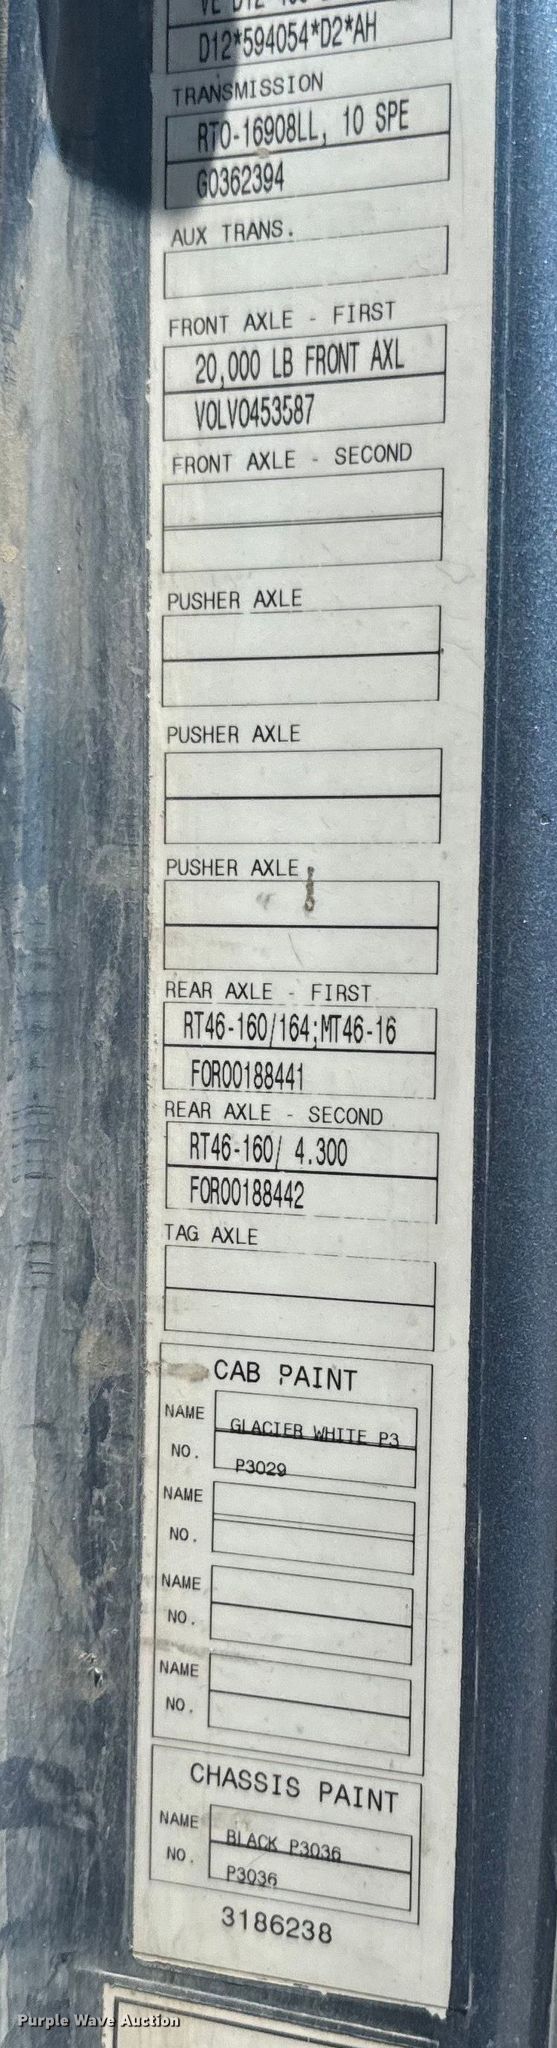 VE D12
D12*594054*D2*AH
TRANSMISSION
RTO-16908LL, 10 SPE
G0362394
AUX TRANS.
FRONT AXLE - FIRST
20,000 LB FRONT AXL
VOLVO453587
FRONT AXLE - SECOND
PUSHER AXLE
PUSHER AXLE
PUSHER AXLE
REAR AXLE - FIRST
RT46-160/164;MT46-16
FOR00188441
REAR AXLE - SECOND
RT46-160/ 4.300
FOR00188442
TAG AXLE
CAB PAINT
NAME GLACIER WHITE P3
NO. P3029
NAME
NO.
NAME
NO.
NAME
NO.
CHASSIS PAINT
NAME BLACK P3036
NO. P3036
3186238
Purple Wave Auction